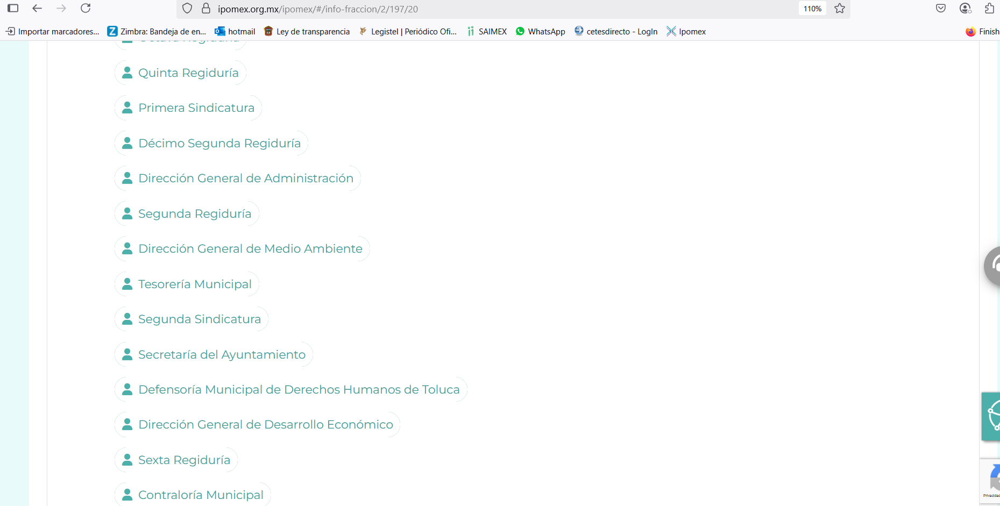 ipomex.org.mx/ipomex/#/info-fraccion/2/197/20
110%
Importar marcadores...
Zimbra: Bandeja de en...
hotmail
Ley de transparencia
Legistel | Periódico Ofi...
SAIMEX
WhatsApp
cetesdirecto - LogIn
Ipomex
Finish
Octava Regiduría
Quinta Regiduría
Primera Sindicatura
Décimo Segunda Regiduría
Dirección General de Administración
Segunda Regiduría
Dirección General de Medio Ambiente
Tesorería Municipal
Segunda Sindicatura
Secretaría del Ayuntamiento
Defensoría Municipal de Derechos Humanos de Toluca
Dirección General de Desarrollo Económico
Sexta Regiduría
Contraloría Municipal